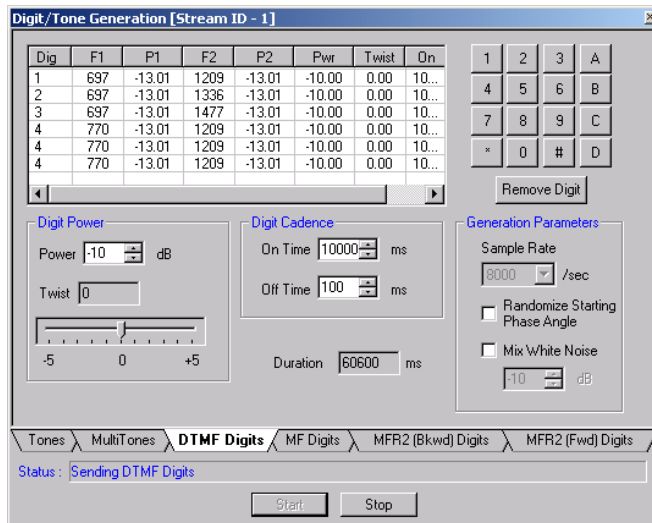 Digit/Tone Generation [Stream ID - 1]
Dig F1 P1 F2 P2 Pwr Twist On
1 697 -13.01 1209 -13.01 -10.00 0.00 10...
2 697 -13.01 1336 -13.01 -10.00 0.00 10...
3 697 -13.01 1477 -13.01 -10.00 0.00 10...
4 770 -13.01 1209 -13.01 -10.00 0.00 10...
4 770 -13.01 1209 -13.01 -10.00 0.00 10...
4 770 -13.01 1209 -13.01 -10.00 0.00 10...
1 2 3 A
4 5 6 B
7 8 9 C
* 0 # D
Remove Digit
Digit Power
Power -10 dB
Twist 0
-5 0 +5
Digit Cadence
On Time 10000 ms
Off Time 100 ms
Duration 60600 ms
Generation Parameters
Sample Rate
8000 /sec
Randomize Starting
Phase Angle
Mix White Noise
-10 dB
Tones MultiTones DTMF Digits MF Digits MFR2 (Bkwd) Digits MFR2 (Fwd) Digits
Status : Sending DTMF Digits
Start Stop